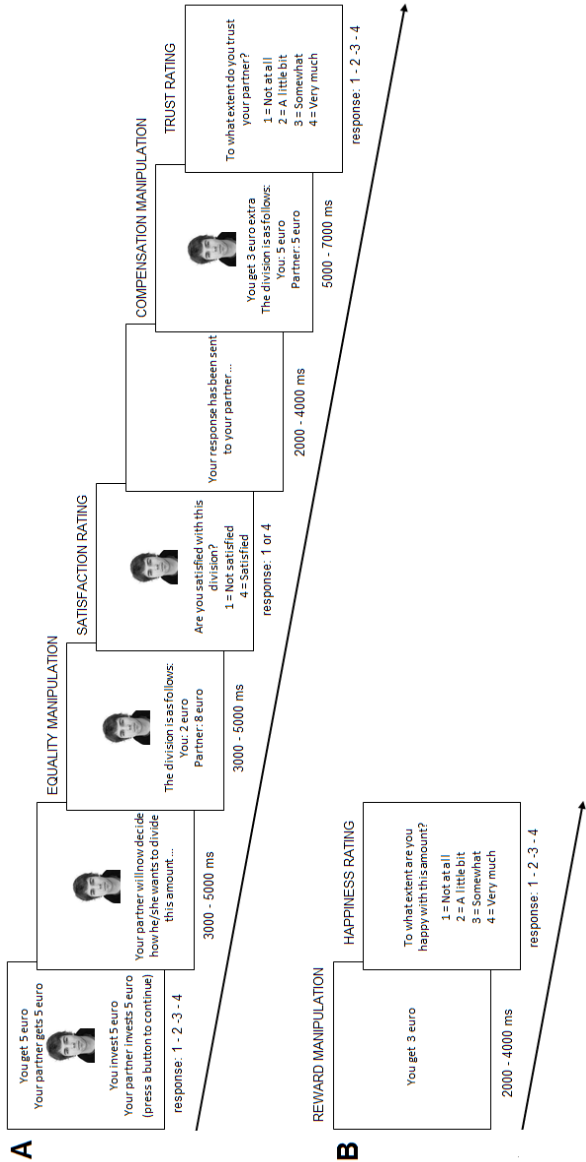 A
You get 5 euro
Your partner gets 5 euro
You invest 5 euro
Your partner invests 5 euro
(press a button to continue)
response: 1 - 2 -3 - 4
Your partner will now decide
how he/she wants to divide
this amount...
3000 - 5000 ms
EQUALITY MANIPULATION
The division is as follows:
You: 2 euro
Partner: 8 euro
3000 - 5000 ms
SATISFACTION RATING
Are you satisfied with this
division?
1 = Not satisfied
4 = Satisfied
response: 1 or 4
Your response has been sent
to your partner...
2000 - 4000 ms
COMPENSATION MANIPULATION
You get 3 euro extra
The division is as follows:
You: 5 euro
Partner: 5 euro
5000 - 7000 ms
TRUST RATING
To what extent do you trust
your partner?
1 = Not at all
2 = A little bit
3 = Somewhat
4 = Very much
response: 1 - 2 -3 - 4
B
REWARD MANIPULATION
You get 3 euro
2000 - 4000 ms
HAPPINESS RATING
To what extent are you
happy with this amount?
1 = Not at all
2 = A little bit
3 = Somewhat
4 = Very much
response: 1 - 2 -3 - 4